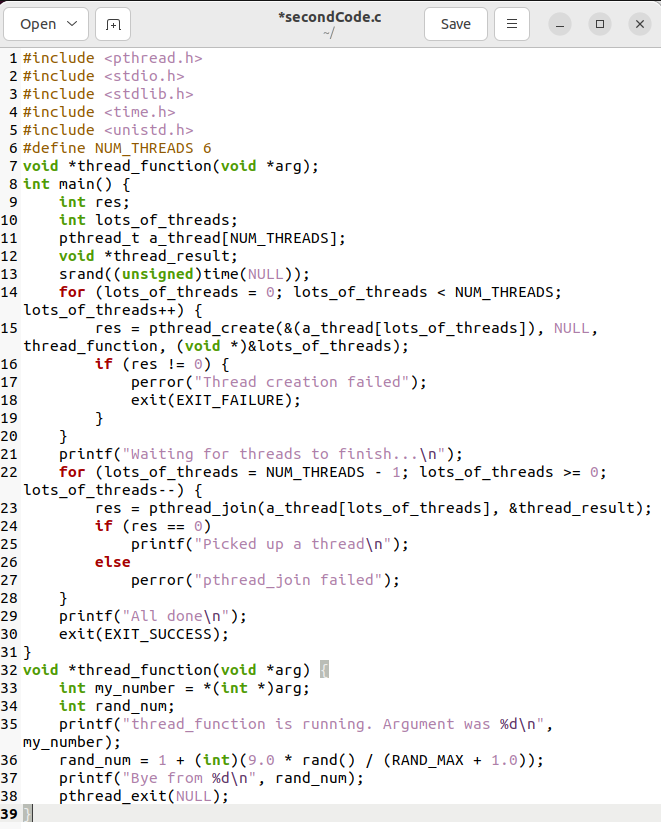 Open
*secondCode.c
~/
Save
1 #include <pthread.h>
2 #include <stdio.h>
3 #include <stdlib.h>
4 #include <time.h>
5 #include <unistd.h>
6 #define NUM_THREADS 6
7 void *thread_function(void *arg);
8 int main() {
9     int res;
10     int lots_of_threads;
11     pthread_t a_thread[NUM_THREADS];
12     void *thread_result;
13     srand((unsigned)time(NULL));
14     for (lots_of_threads = 0; lots_of_threads < NUM_THREADS;
lots_of_threads++) {
15         res = pthread_create(&(a_thread[lots_of_threads]), NULL,
thread_function, (void *)&lots_of_threads);
16         if (res != 0) {
17             perror("Thread creation failed");
18             exit(EXIT_FAILURE);
19         }
20     }
21     printf("Waiting for threads to finish...\n");
22     for (lots_of_threads = NUM_THREADS - 1; lots_of_threads >= 0;
lots_of_threads--) {
23         res = pthread_join(a_thread[lots_of_threads], &thread_result);
24         if (res == 0)
25             printf("Picked up a thread\n");
26         else
27             perror("pthread_join failed");
28     }
29     printf("All done\n");
30     exit(EXIT_SUCCESS);
31 }
32 void *thread_function(void *arg) {
33     int my_number = *(int *)arg;
34     int rand_num;
35     printf("thread_function is running. Argument was %d\n",
my_number);
36     rand_num = 1 + (int)(9.0 * rand() / (RAND_MAX + 1.0));
37     printf("Bye from %d\n", rand_num);
38     pthread_exit(NULL);
39 }